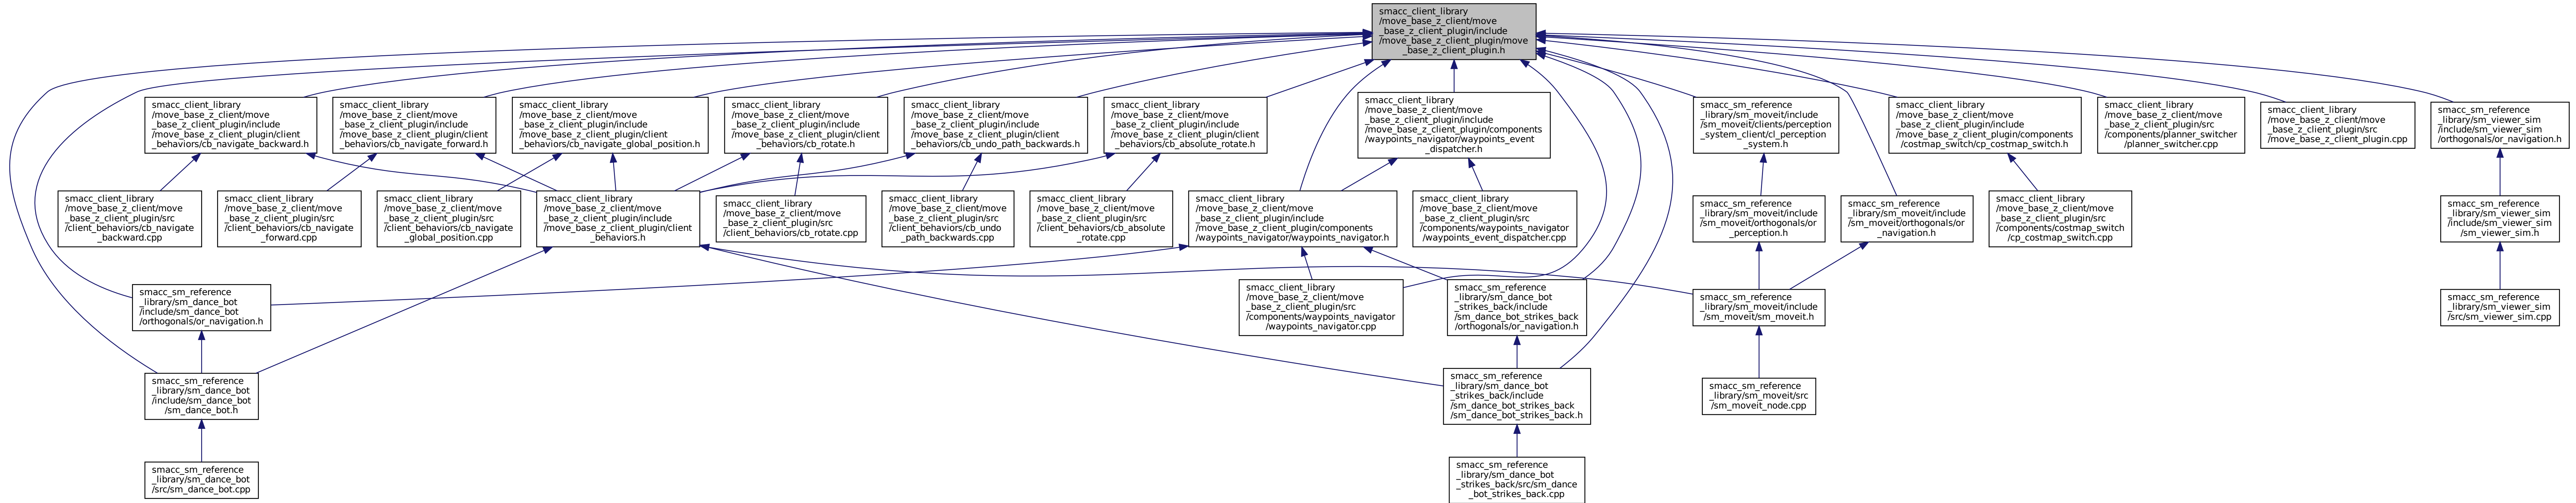 smacc_client_library
/move_base_z_client/move
_base_z_client_plugin/include
/move_base_z_client_plugin/move
_base_z_client_plugin.h
smacc_client_library
/move_base_z_client/move
_base_z_client_plugin/include
/move_base_z_client_plugin/client
_behaviors/cb_navigate_backward.h
smacc_client_library
/move_base_z_client/move
_base_z_client_plugin/include
/move_base_z_client_plugin/client
_behaviors/cb_navigate_forward.h
smacc_client_library
/move_base_z_client/move
_base_z_client_plugin/include
/move_base_z_client_plugin/client
_behaviors/cb_navigate_global_position.h
smacc_client_library
/move_base_z_client/move
_base_z_client_plugin/include
/move_base_z_client_plugin/client
_behaviors/cb_rotate.h
smacc_client_library
/move_base_z_client/move
_base_z_client_plugin/include
/move_base_z_client_plugin/client
_behaviors/cb_undo_path_backwards.h
smacc_client_library
/move_base_z_client/move
_base_z_client_plugin/include
/move_base_z_client_plugin/client
_behaviors/cb_absolute_rotate.h
smacc_client_library
/move_base_z_client/move
_base_z_client_plugin/include
/move_base_z_client_plugin/components
/waypoints_navigator/waypoints_event
_dispatcher.h
smacc_sm_reference
_library/sm_moveit/include
/sm_moveit/clients/perception
_system_client/cl_perception
_system.h
smacc_client_library
/move_base_z_client/move
_base_z_client_plugin/include
/move_base_z_client_plugin/components
/costmap_switch/cp_costmap_switch.h
smacc_client_library
/move_base_z_client/move
_base_z_client_plugin/src
/components/planner_switcher
/planner_switcher.cpp
smacc_client_library
/move_base_z_client/move
_base_z_client_plugin/src
/move_base_z_client_plugin.cpp
smacc_sm_reference
_library/sm_viewer_sim
/include/sm_viewer_sim
/orthogonals/or_navigation.h
smacc_client_library
/move_base_z_client/move
_base_z_client_plugin/src
/client_behaviors/cb_navigate
_backward.cpp
smacc_client_library
/move_base_z_client/move
_base_z_client_plugin/src
/client_behaviors/cb_navigate
_forward.cpp
smacc_client_library
/move_base_z_client/move
_base_z_client_plugin/src
/client_behaviors/cb_navigate
_global_position.cpp
smacc_client_library
/move_base_z_client/move
_base_z_client_plugin/include
/move_base_z_client_plugin/client
_behaviors.h
smacc_client_library
/move_base_z_client/move
_base_z_client_plugin/src
/client_behaviors/cb_rotate.cpp
smacc_client_library
/move_base_z_client/move
_base_z_client_plugin/src
/client_behaviors/cb_undo
_path_backwards.cpp
smacc_client_library
/move_base_z_client/move
_base_z_client_plugin/src
/client_behaviors/cb_absolute
_rotate.cpp
smacc_client_library
/move_base_z_client/move
_base_z_client_plugin/include
/move_base_z_client_plugin/components
/waypoints_navigator/waypoints_navigator.h
smacc_client_library
/move_base_z_client/move
_base_z_client_plugin/src
/components/waypoints_navigator
/waypoints_event_dispatcher.cpp
smacc_sm_reference
_library/sm_moveit/include
/sm_moveit/orthogonals/or
_perception.h
smacc_sm_reference
_library/sm_moveit/include
/sm_moveit/orthogonals/or
_navigation.h
smacc_client_library
/move_base_z_client/move
_base_z_client_plugin/src
/components/costmap_switch
/cp_costmap_switch.cpp
smacc_sm_reference
_library/sm_viewer_sim
/include/sm_viewer_sim
/sm_viewer_sim.h
smacc_sm_reference
_library/sm_dance_bot
/include/sm_dance_bot
/orthogonals/or_navigation.h
smacc_client_library
/move_base_z_client/move
_base_z_client_plugin/src
/components/waypoints_navigator
/waypoints_navigator.cpp
smacc_sm_reference
_library/sm_dance_bot
_strikes_back/include
/sm_dance_bot_strikes_back
/orthogonals/or_navigation.h
smacc_sm_reference
_library/sm_moveit/include
/sm_moveit/sm_moveit.h
smacc_sm_reference
_library/sm_viewer_sim
/src/sm_viewer_sim.cpp
smacc_sm_reference
_library/sm_dance_bot
/include/sm_dance_bot
/sm_dance_bot.h
smacc_sm_reference
_library/sm_dance_bot
_strikes_back/include
/sm_dance_bot_strikes_back
/sm_dance_bot_strikes_back.h
smacc_sm_reference
_library/sm_moveit/src
/sm_moveit_node.cpp
smacc_sm_reference
_library/sm_dance_bot
/src/sm_dance_bot.cpp
smacc_sm_reference
_library/sm_dance_bot
_strikes_back/src/sm_dance
_bot_strikes_back.cpp